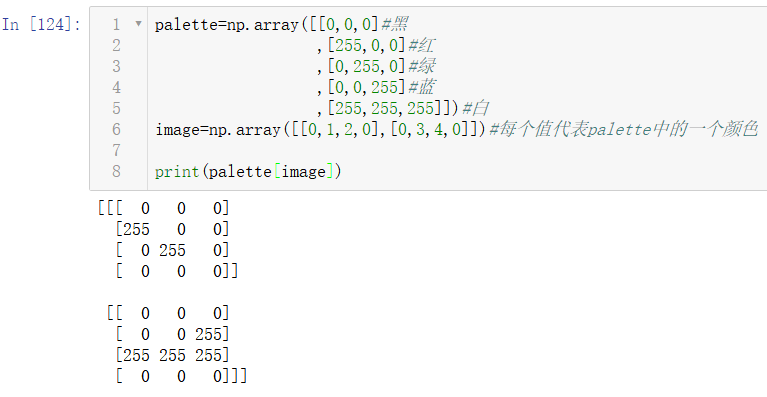 In [124]:
1 ▾ palette=np.array([[0,0,0]#黑
2                  ,[255,0,0]#红
3                  ,[0,255,0]#绿
4                  ,[0,0,255]#蓝
5                  ,[255,255,255]])#白
6 image=np.array([[0,1,2,0],[0,3,4,0]])#每个值代表palette中的一个颜色
7
8 print(palette[image])
[[[  0   0   0]
  [255   0   0]
  [  0 255   0]
  [  0   0   0]]
 [[  0   0   0]
  [  0   0 255]
  [255 255 255]
  [  0   0   0]]]